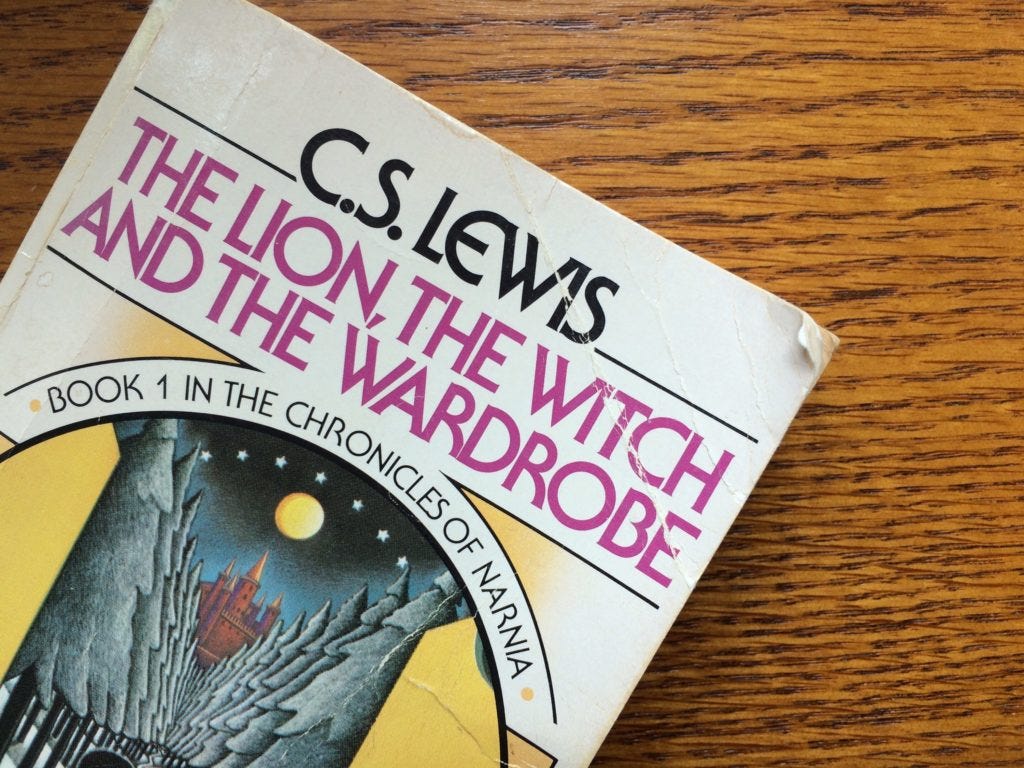 C.S. LEWIS
THE LION, THE WITCH
AND THE WARDROBE
• BOOK 1 IN THE CHRONICLES OF NARNIA •